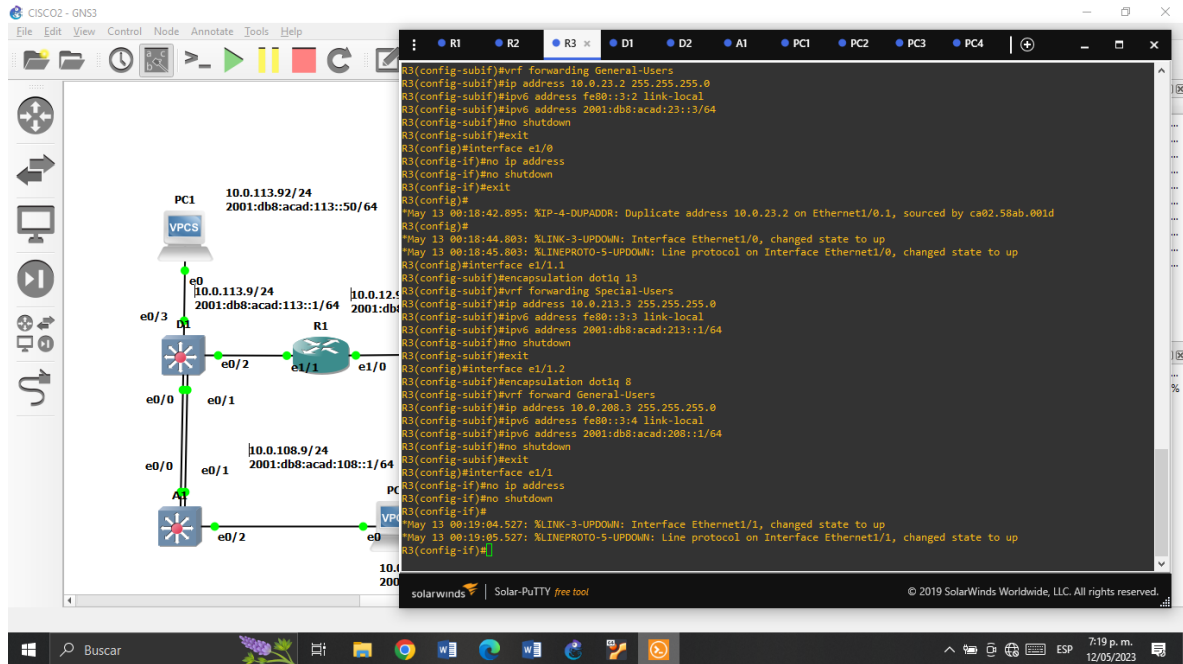 CISCO2 - GNS3
File Edit View Control Node Annotate Tools Help
R1 R2 R3 × D1 D2 A1 PC1 PC2 PC3 PC4
R3(config-subif)#vrf forwarding General-Users
R3(config-subif)#ip address 10.0.23.2 255.255.255.0
R3(config-subif)#ipv6 address fe80::3:2 link-local
R3(config-subif)#ipv6 address 2001:db8:acad:23::3/64
R3(config-subif)#no shutdown
R3(config-subif)#exit
R3(config)#interface e1/0
R3(config-if)#no ip address
R3(config-if)#no shutdown
R3(config-if)#exit
R3(config)#
*May 13 00:18:42.895: %IP-4-DUPADDR: Duplicate address 10.0.23.2 on Ethernet1/0.1, sourced by ca02.58ab.001d
R3(config)#
*May 13 00:18:44.803: %LINK-3-UPDOWN: Interface Ethernet1/0, changed state to up
*May 13 00:18:45.803: %LINEPROTO-5-UPDOWN: Line protocol on Interface Ethernet1/0, changed state to up
R3(config)#interface e1/1.1
R3(config-subif)#encapsulation dot1q 13
R3(config-subif)#vrf forwarding Special-Users
R3(config-subif)#ip address 10.0.213.3 255.255.255.0
R3(config-subif)#ipv6 address fe80::3:3 link-local
R3(config-subif)#ipv6 address 2001:db8:acad:213::1/64
R3(config-subif)#no shutdown
R3(config-subif)#exit
R3(config)#interface e1/1.2
R3(config-subif)#encapsulation dot1q 8
R3(config-subif)#vrf forward General-Users
R3(config-subif)#ip address 10.0.208.3 255.255.255.0
R3(config-subif)#ipv6 address fe80::3:4 link-local
R3(config-subif)#ipv6 address 2001:db8:acad:208::1/64
R3(config-subif)#no shutdown
R3(config-subif)#exit
R3(config)#interface e1/1
R3(config-if)#no ip address
R3(config-if)#no shutdown
R3(config-if)#
*May 13 00:19:04.527: %LINK-3-UPDOWN: Interface Ethernet1/1, changed state to up
*May 13 00:19:05.527: %LINEPROTO-5-UPDOWN: Line protocol on Interface Ethernet1/1, changed state to up
R3(config-if)#
solarwinds Solar-PuTTY free tool © 2019 SolarWinds Worldwide, LLC. All rights reserved.
PC1
10.0.113.92/24
2001:db8:acad:113::50/64
VPCS
e0
10.0.113.9/24
2001:db8:acad:113::1/64
10.0.12.9
2001:db
e0/3
D1
R1
e0/2
e1/1
e1/0
e0/0
e0/1
10.0.108.9/24
2001:db8:acad:108::1/64
e0/0
e0/1
A1
PC
VPC
e0/2
e0
10.0
200
%
Buscar
ESP
7:19 p. m.
12/05/2023